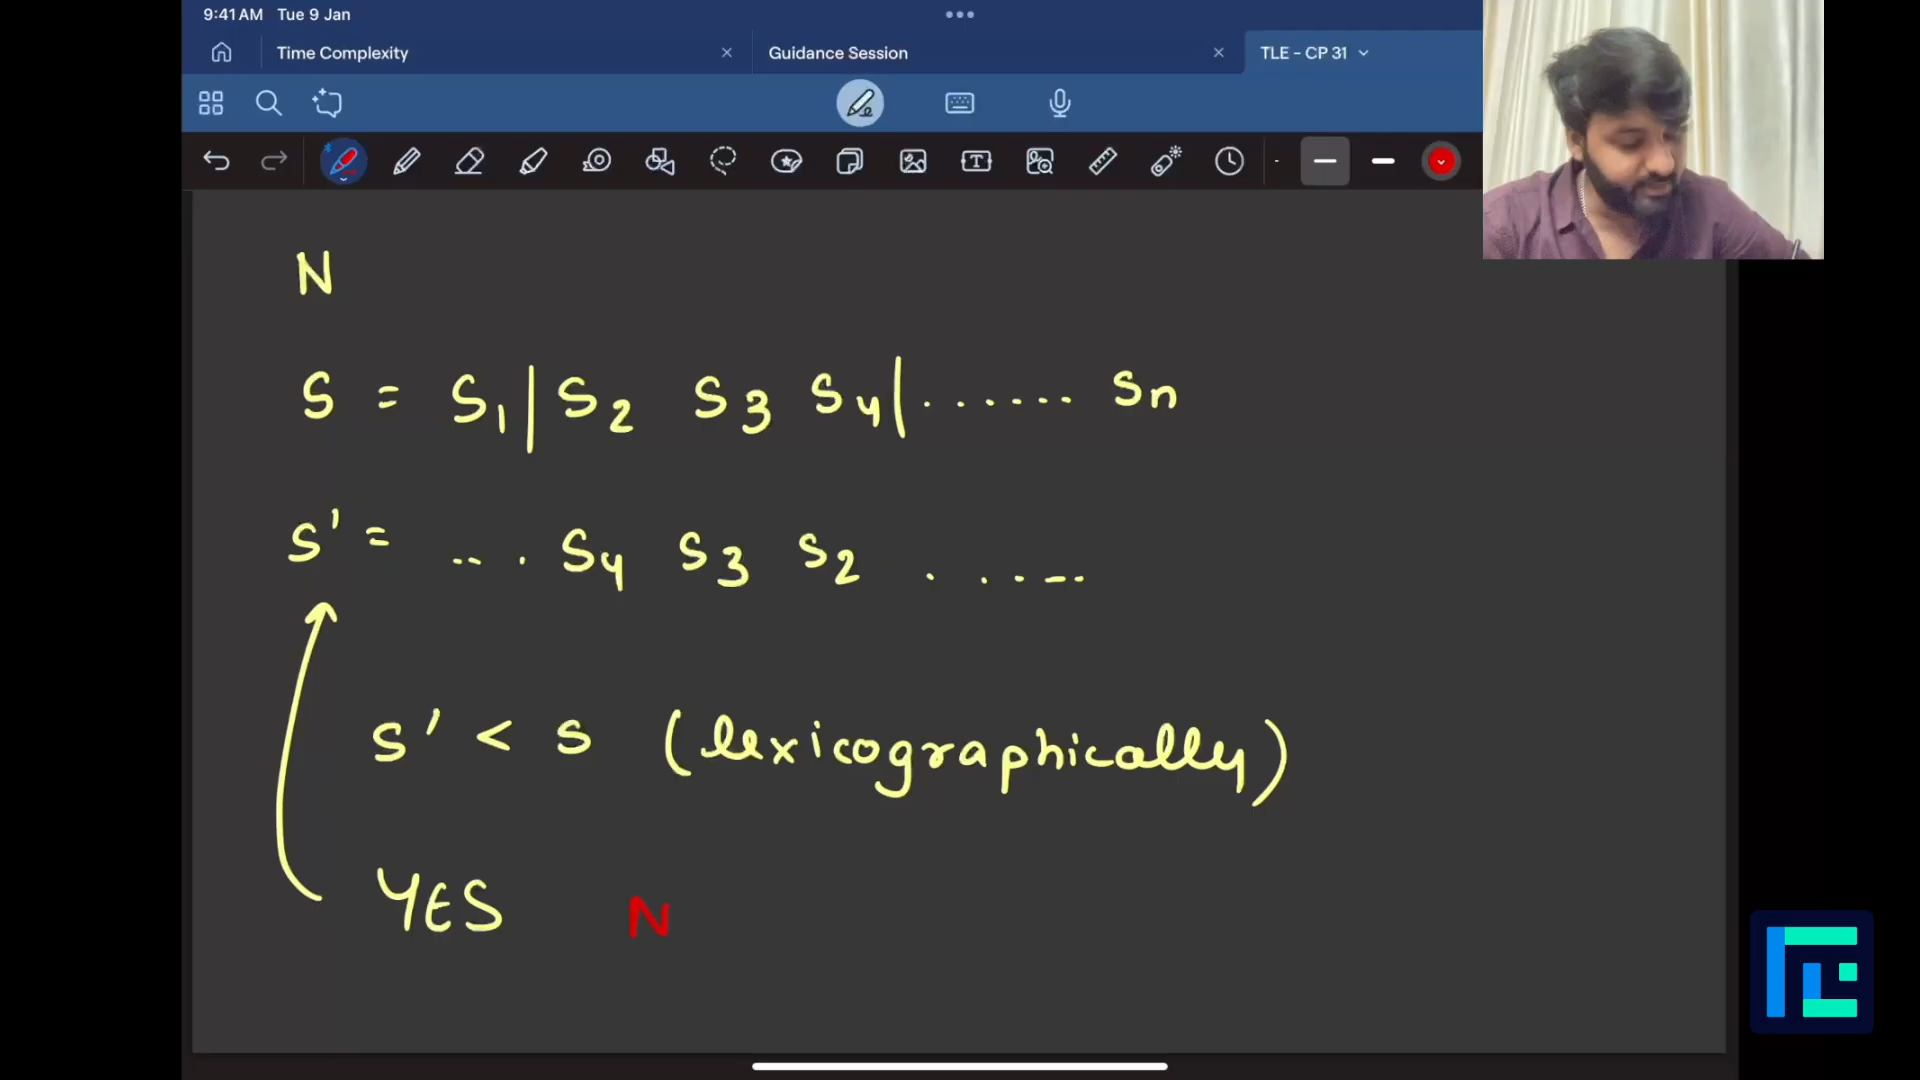 9:41 AM Tue 9 Jan
Time Complexity
Guidance Session
TLE - CP 31
N
S = S1 | S2 S3 S4 | ...... Sn
S' = ... S4 S3 S2 ......
S' < S (lexicographically)
YES N